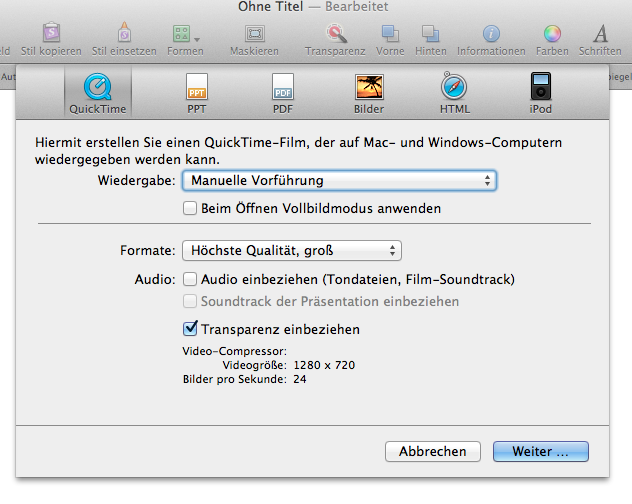 Ohne Titel — Bearbeitet
Stil kopieren Stil einsetzen Formen Maskieren Transparenz Vorne Hinten Informationen Farben Schriften
QuickTime PPT PDF Bilder HTML iPod
Hiermit erstellen Sie einen QuickTime-Film, der auf Mac- und Windows-Computern
wiedergegeben werden kann.
Wiedergabe: Manuelle Vorführung
Beim Öffnen Vollbildmodus anwenden
Formate: Höchste Qualität, groß
Audio: Audio einbeziehen (Tondateien, Film-Soundtrack)
Soundtrack der Präsentation einbeziehen
Transparenz einbeziehen
Video-Compressor:
Videogröße: 1280 x 720
Bilder pro Sekunde: 24
Abbrechen Weiter ...